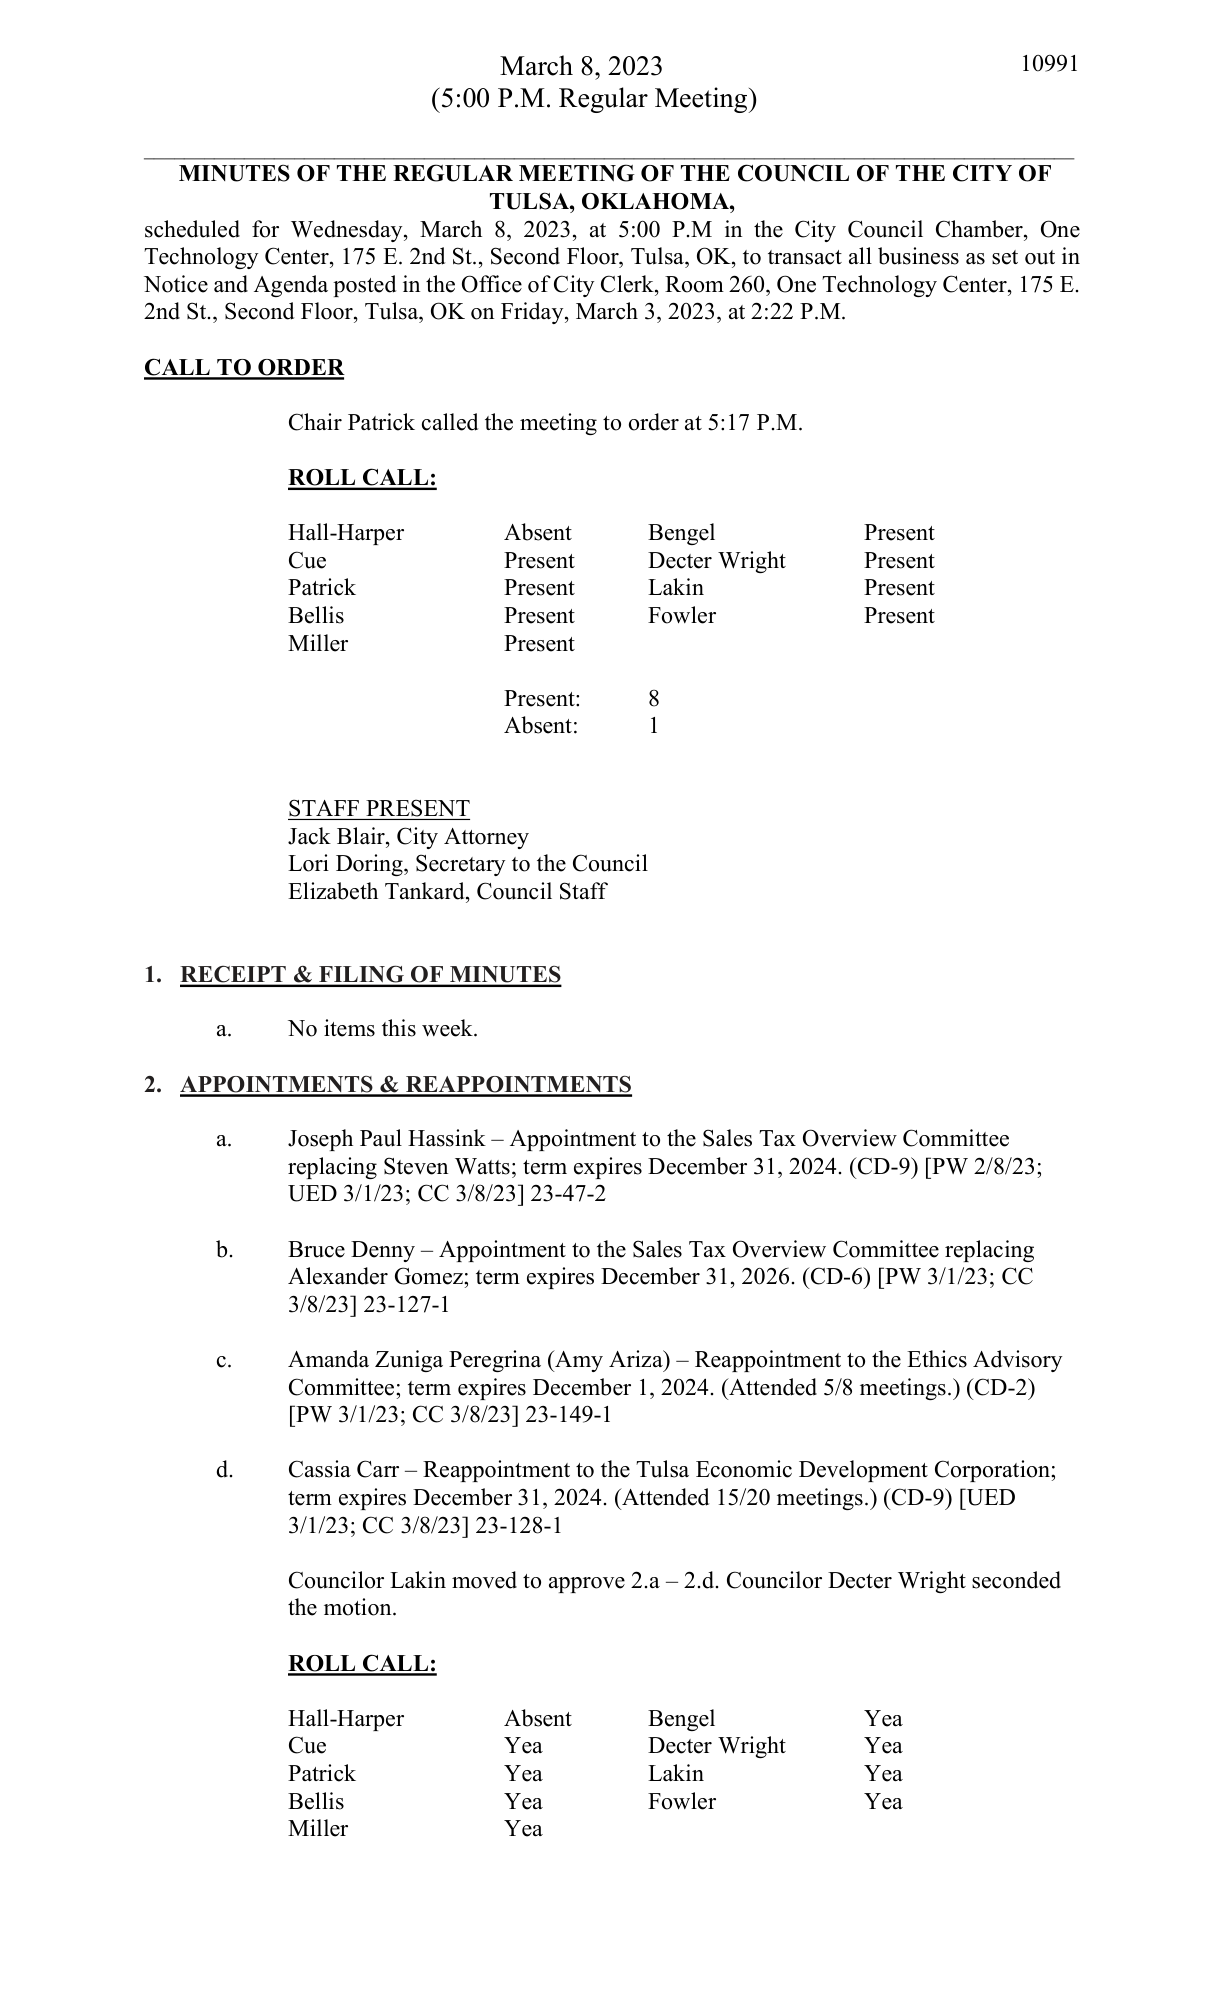 March 8, 2023 10991
(5:00 P.M. Regular Meeting)
MINUTES OF THE REGULAR MEETING OF THE COUNCIL OF THE CITY OF
TULSA, OKLAHOMA,
scheduled for Wednesday, March 8, 2023, at 5:00 P.M in the City Council Chamber, One
Technology Center, 175 E. 2nd St., Second Floor, Tulsa, OK, to transact all business as set out in
Notice and Agenda posted in the Office of City Clerk, Room 260, One Technology Center, 175 E.
2nd St., Second Floor, Tulsa, OK on Friday, March 3, 2023, at 2:22 P.M.
CALL TO ORDER
Chair Patrick called the meeting to order at 5:17 P.M.
ROLL CALL:
Hall-Harper Absent Bengel Present
Cue Present Decter Wright Present
Patrick Present Lakin Present
Bellis Present Fowler Present
Miller Present
Present: 8
Absent: 1
STAFF PRESENT
Jack Blair, City Attorney
Lori Doring, Secretary to the Council
Elizabeth Tankard, Council Staff
1. RECEIPT & FILING OF MINUTES
a. No items this week.
2. APPOINTMENTS & REAPPOINTMENTS
a. Joseph Paul Hassink – Appointment to the Sales Tax Overview Committee
replacing Steven Watts; term expires December 31, 2024. (CD-9) [PW 2/8/23;
UED 3/1/23; CC 3/8/23] 23-47-2
b. Bruce Denny – Appointment to the Sales Tax Overview Committee replacing
Alexander Gomez; term expires December 31, 2026. (CD-6) [PW 3/1/23; CC
3/8/23] 23-127-1
c. Amanda Zuniga Peregrina (Amy Ariza) – Reappointment to the Ethics Advisory
Committee; term expires December 1, 2024. (Attended 5/8 meetings.) (CD-2)
[PW 3/1/23; CC 3/8/23] 23-149-1
d. Cassia Carr – Reappointment to the Tulsa Economic Development Corporation;
term expires December 31, 2024. (Attended 15/20 meetings.) (CD-9) [UED
3/1/23; CC 3/8/23] 23-128-1
Councilor Lakin moved to approve 2.a – 2.d. Councilor Decter Wright seconded
the motion.
ROLL CALL:
Hall-Harper Absent Bengel Yea
Cue Yea Decter Wright Yea
Patrick Yea Lakin Yea
Bellis Yea Fowler Yea
Miller Yea